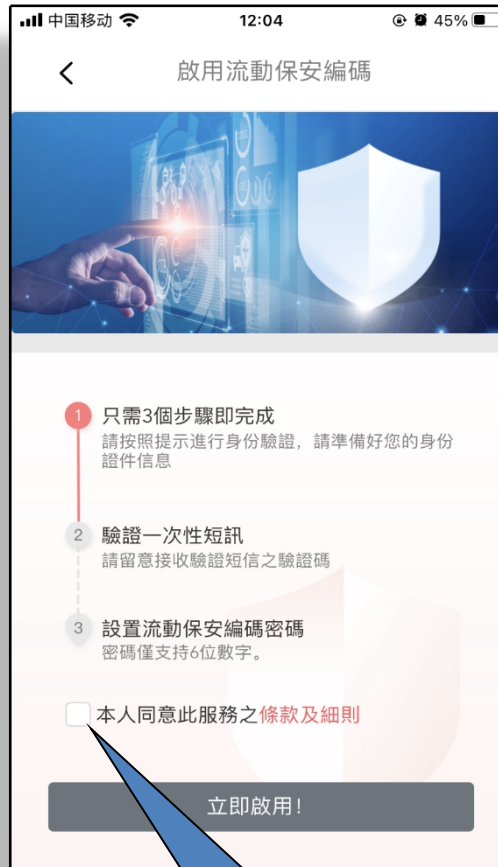 中国移动 12:04 45%
啟用流動保安編碼
1 只需3個步驟即完成
請按照提示進行身份驗證，請準備好您的身份
證件信息
2 驗證一次性短訊
請留意接收驗證短信之驗證碼
3 設置流動保安編碼密碼
密碼僅支持6位數字。
本人同意此服務之條款及細則
立即啟用！